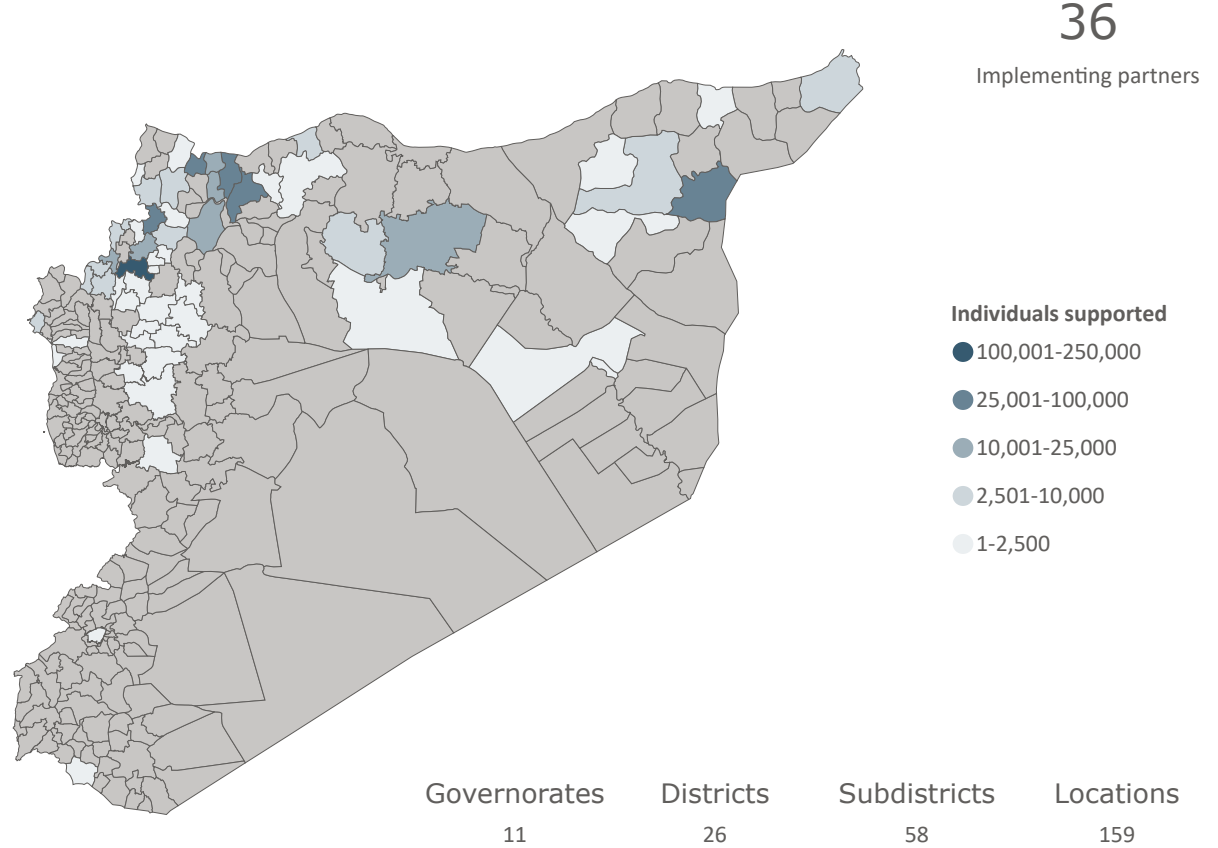 36
Implementing partners
Individuals supported
100,001-250,000
25,001-100,000
10,001-25,000
2,501-10,000
1-2,500
Governorates Districts Subdistricts Locations
11 26 58 159